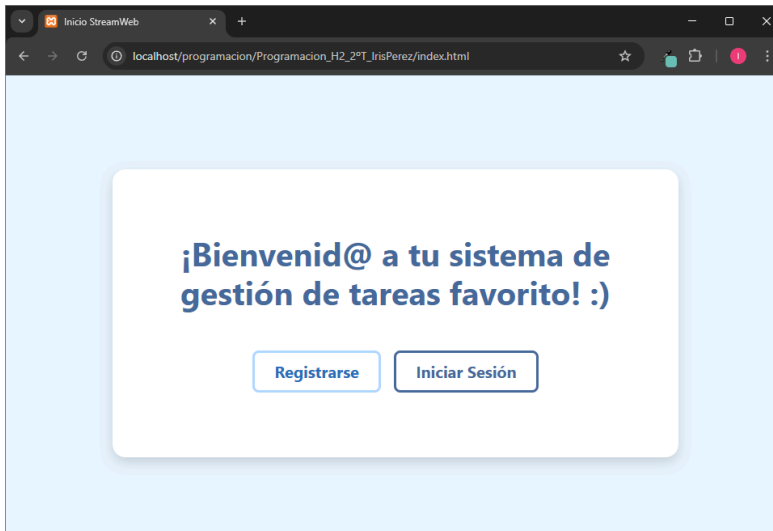 Inicio StreamWeb
localhost/programacion/Programacion_H2_2ºT_IrisPerez/index.html
I
¡Bienvenid@ a tu sistema de
gestión de tareas favorito! :)
Registrarse
Iniciar Sesión